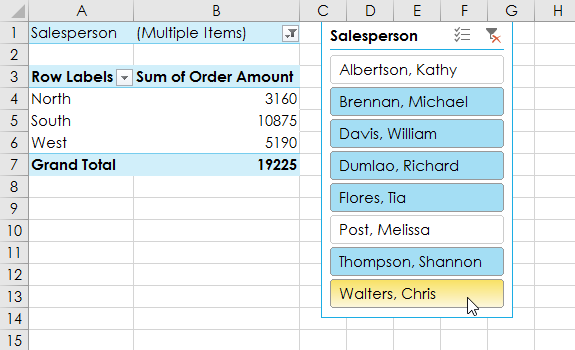 A B C D E F G H
1 Salesperson (Multiple Items)
2
3 Row Labels Sum of Order Amount
4 North 3160
5 South 10875
6 West 5190
7 Grand Total 19225
8
9
10
11
12
13
14
15
Salesperson
Albertson, Kathy
Brennan, Michael
Davis, William
Dumlao, Richard
Flores, Tia
Post, Melissa
Thompson, Shannon
Walters, Chris